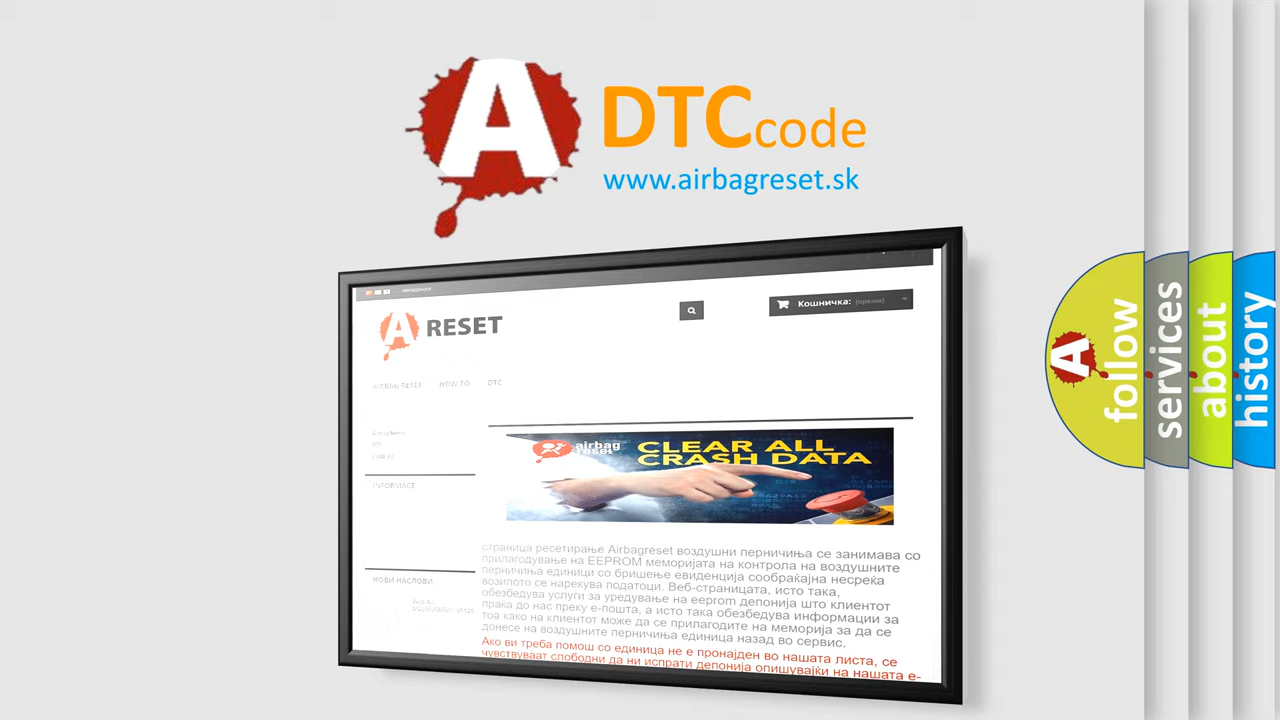 A
DTCcode
www.airbagreset.sk
Кошничка: (празна)
A RESET
AIRBAG RESET HOW TO DTC
INFORMACE
airbag reset
CLEAR ALL
CRASH DATA
НОВИ НАСЛОВИ
страница ресетирање Airbagreset воздушни перничиња се занимава со
прилагодување на EEPROM меморијата на контрола на воздушните
перничиња единици со бришење евиденција сообраќајна несреќа
возилото се нарекува податоци. Веб-страницата, исто така,
обезбедува услуги за уредување на eeprom депонија што клиентот
праќа до нас преку е-пошта, а исто така обезбедува информации за
тоа како на клиентот може да се прилагодите на меморија за да се
донесе на воздушните перничиња единица назад во сервис.
Ако ви треба помош со единица не е пронајден во нашата листа, се
чувствуваат слободни да ни испрати депонија опишувајќи на нашата е-
A follow
services
about
history